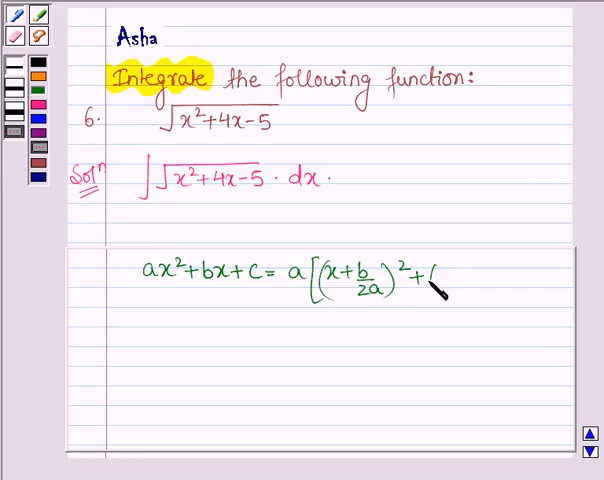 Asha
Integrate the following function:
6. √x²+4x-5
Solⁿ ∫√x²+4x-5 · dx.
ax²+bx+c = a[(x+b/2a)²+(